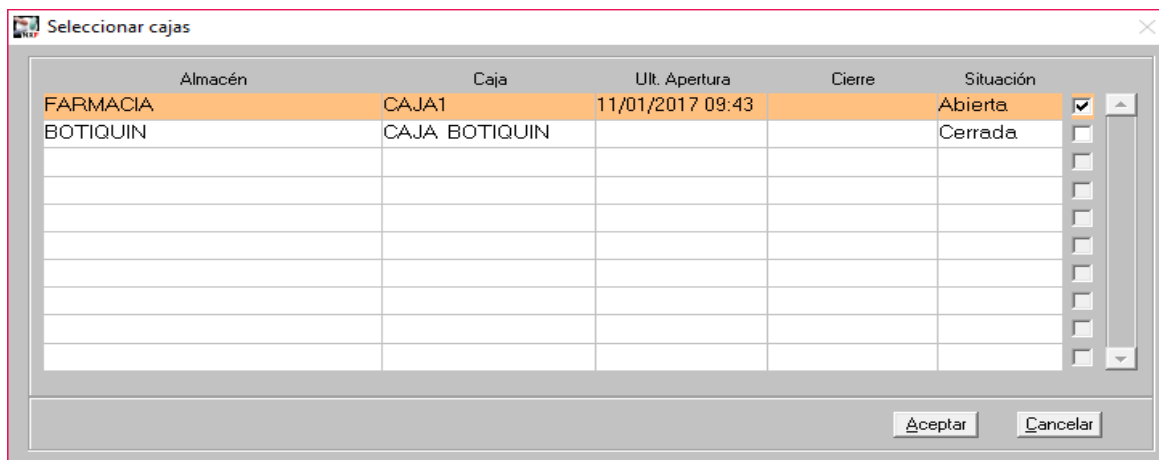 Seleccionar cajas
Almacén Caja Ult. Apertura Cierre Situación
FARMACIA CAJA1 11/01/2017 09:43 Abierta
BOTIQUIN CAJA BOTIQUIN Cerrada
Aceptar Cancelar